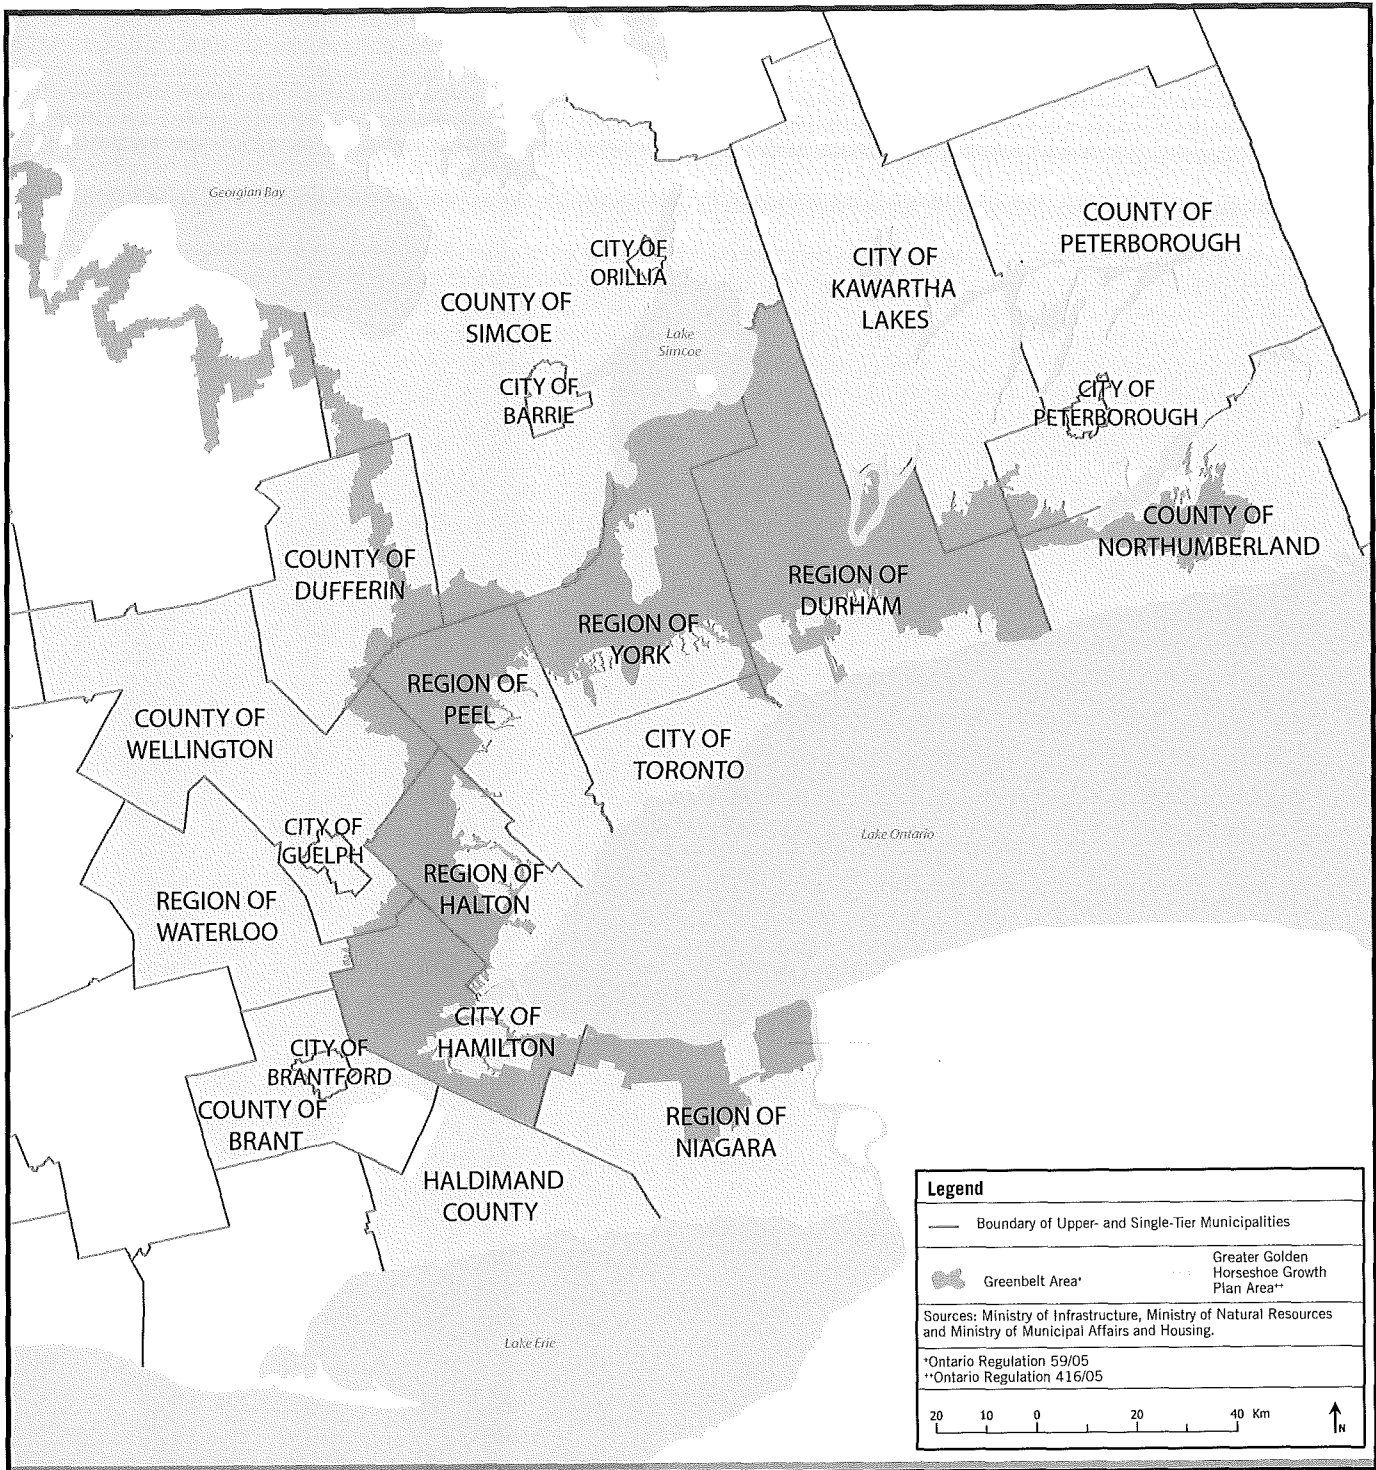 Georgian Bay
COUNTY OF
PETERBOROUGH
CITY OF
ORILLIA
CITY OF
KAWARTHA
LAKES
COUNTY OF
SIMCOE
Lake
Simcoe
CITY OF
BARRIE
CITY OF
PETERBOROUGH
COUNTY OF
NORTHUMBERLAND
COUNTY OF
DUFFERIN
REGION OF
DURHAM
REGION OF
YORK
REGION OF
PEEL
COUNTY OF
WELLINGTON
CITY OF
TORONTO
CITY OF
GUELPH
Lake Ontario
REGION OF
HALTON
REGION OF
WATERLOO
CITY OF
HAMILTON
CITY OF
BRANTFORD
COUNTY OF
BRANT
REGION OF
NIAGARA
HALDIMAND
COUNTY
Lake Erie
Legend
Boundary of Upper- and Single-Tier Municipalities
Greenbelt Area*
Greater Golden
Horseshoe Growth
Plan Area++
Sources: Ministry of Infrastructure, Ministry of Natural Resources
and Ministry of Municipal Affairs and Housing.
*Ontario Regulation 59/05
++Ontario Regulation 416/05
20 10 0 20 40 Km
N